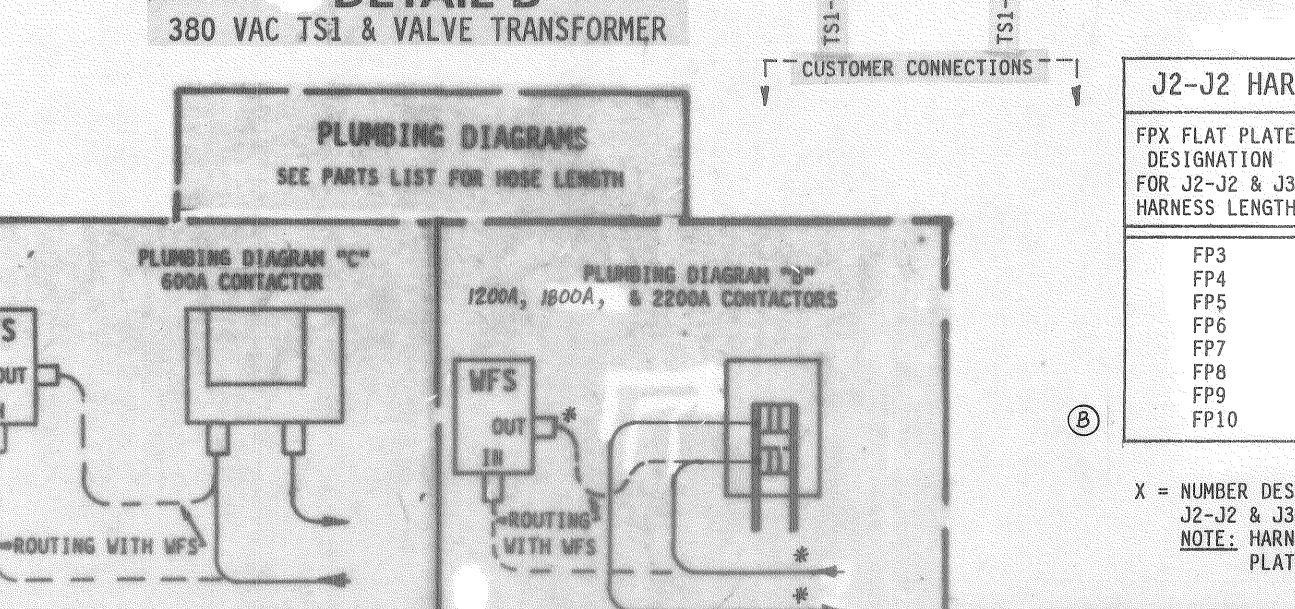 DETAIL D
380 VAC TS1 & VALVE TRANSFORMER
TS1-
TS1-
CUSTOMER CONNECTIONS
PLUMBING DIAGRAMS
SEE PARTS LIST FOR HOSE LENGTH
PLUMBING DIAGRAM "C"
600A CONTACTOR
S
OUT
ROUTING WITH WFS
PLUMBING DIAGRAM "D"
1200A, 1800A, & 2200A CONTACTORS
WFS
OUT
*
IN
ROUTING
WITH WFS
*
*
B
J2-J2 HAR
FPX FLAT PLATE
DESIGNATION
FOR J2-J2 & J3
HARNESS LENGTH
FP3
FP4
FP5
FP6
FP7
FP8
FP9
FP10
X = NUMBER DES
J2-J2 & J3
NOTE: HARN
PLAT